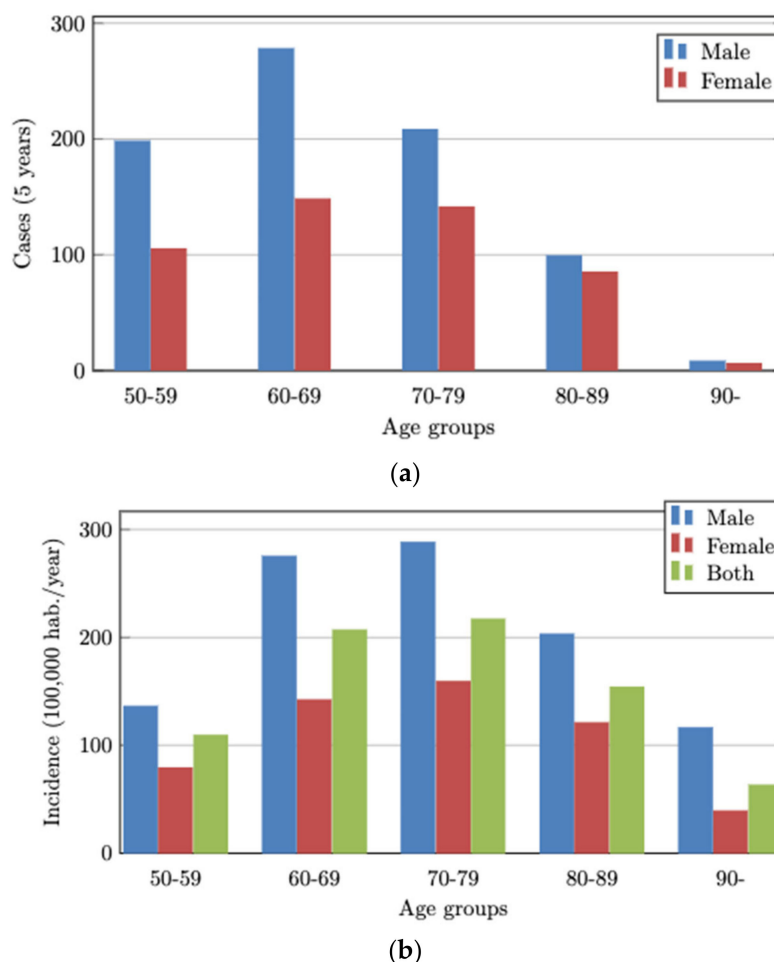 300
200
100
0
Cases (5 years)
Male
Female
50-59 60-69 70-79 80-89 90-
Age groups
(a)
300
200
100
0
Incidence (100,000 hab./year)
Male
Female
Both
50-59 60-69 70-79 80-89 90-
Age groups
(b)